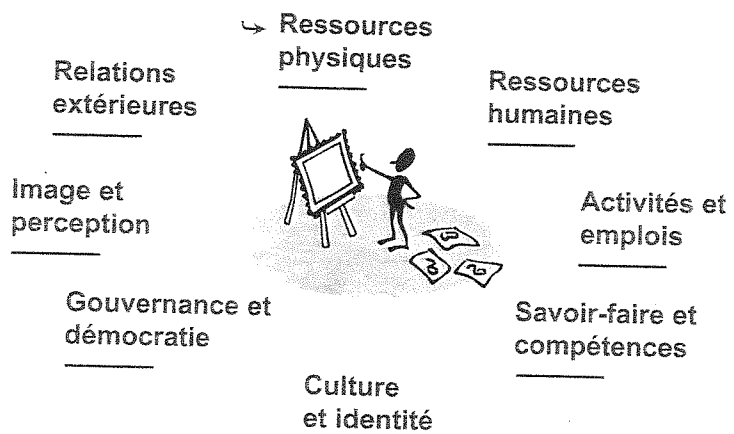 Ressources
physiques
Relations
extérieures
Ressources
humaines
Image et
perception
Activités et
emplois
Gouvernance et
démocratie
Savoir-faire et
compétences
Culture
et identité